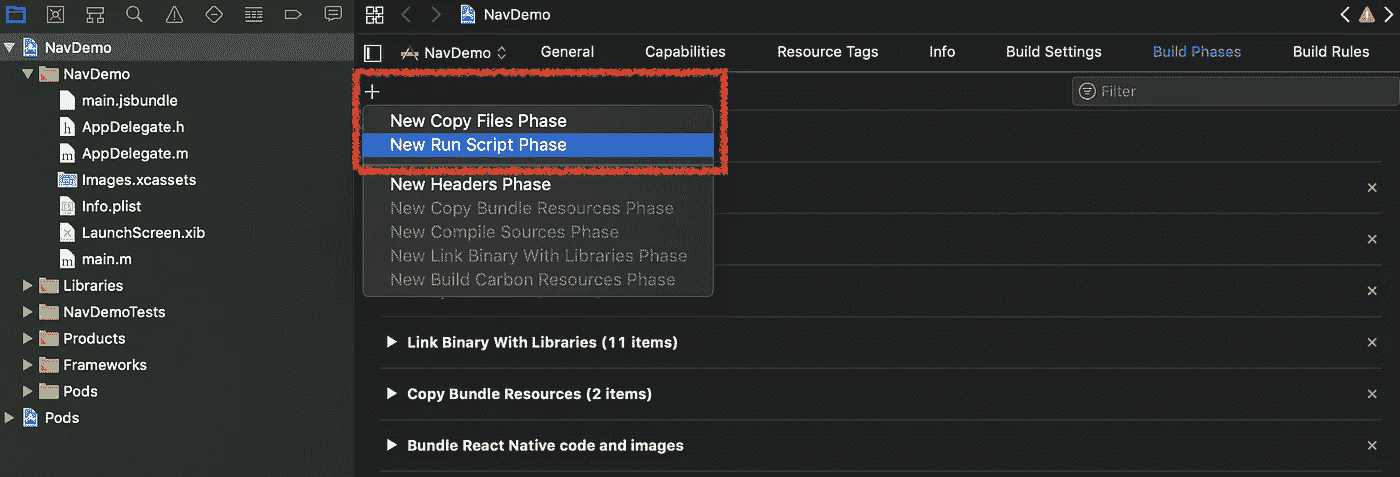 NavDemo
NavDemo
NavDemo
General
Capabilities
Resource Tags
Info
Build Settings
Build Phases
Build Rules
NavDemo
main.jsbundle
AppDelegate.h
AppDelegate.m
Images.xcassets
Info.plist
LaunchScreen.xib
main.m
Libraries
NavDemoTests
Products
Frameworks
Pods
Pods
+
Filter
New Copy Files Phase
New Run Script Phase
New Headers Phase
New Copy Bundle Resources Phase
New Compile Sources Phase
New Link Binary With Libraries Phase
New Build Carbon Resources Phase
Link Binary With Libraries (11 items)
Copy Bundle Resources (2 items)
Bundle React Native code and images